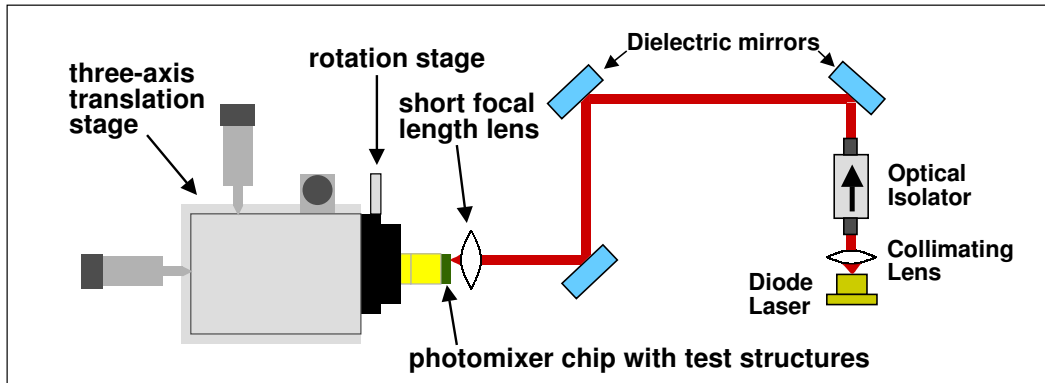 three-axis
translation
stage
rotation stage
short focal
length lens
Dielectric mirrors
Optical
Isolator
Collimating
Lens
Diode
Laser
photomixer chip with test structures